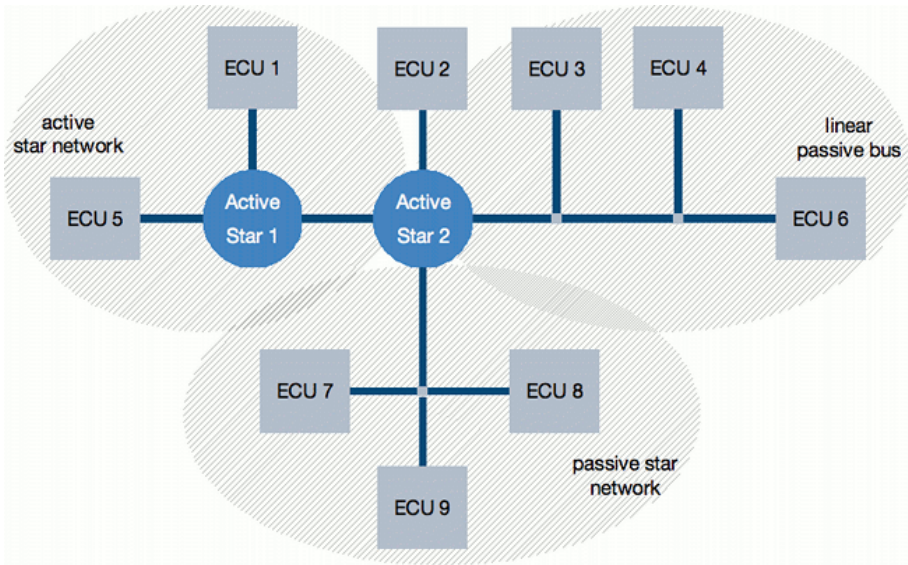 ECU 1
ECU 2
ECU 3
ECU 4
active
star network
linear
passive bus
ECU 5
Active
Star 1
Active
Star 2
ECU 6
ECU 7
ECU 8
passive star
network
ECU 9